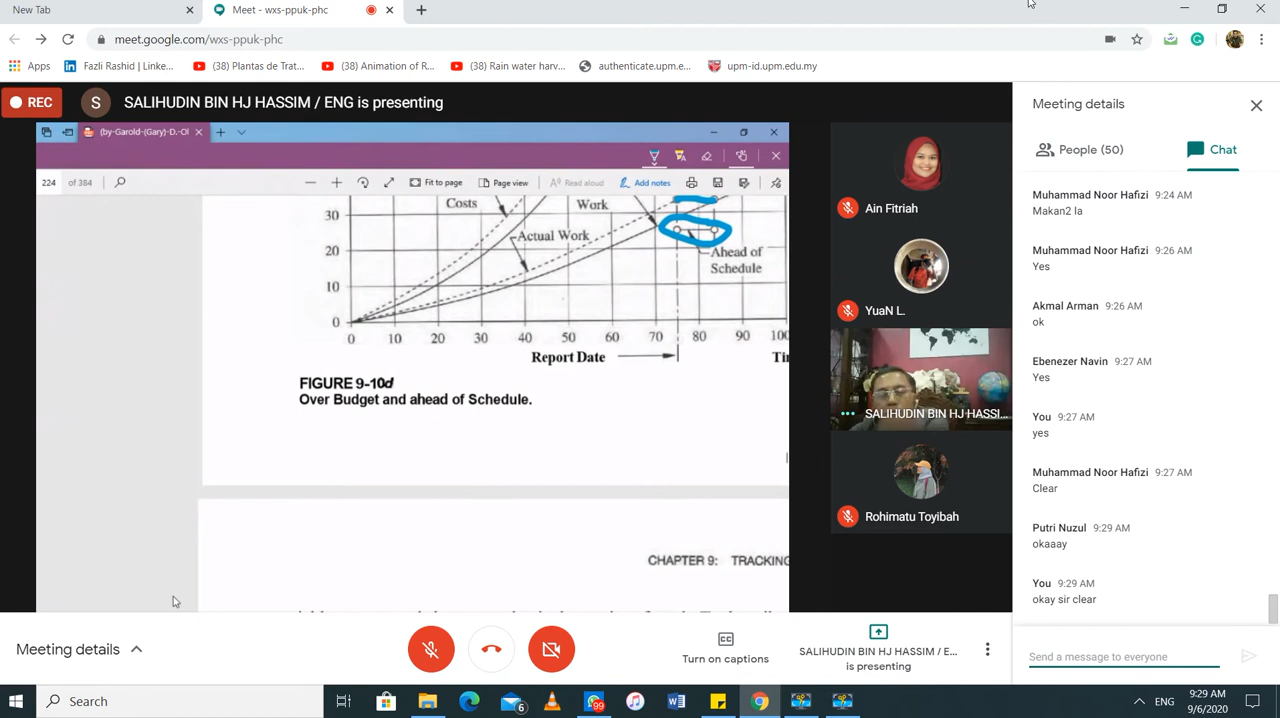 New Tab
Meet - wxs-ppuk-phc
meet.google.com/wxs-ppuk-phc
Apps
Fazli Rashid | Linke...
(38) Plantas de Trat...
(38) Animation of R...
(38) Rain water harv...
authenticate.upm.e...
upm-id.upm.edu.my
REC
S
SALIHUDIN BIN HJ HASSIM / ENG is presenting
(by-Garold-(Gary)-D.-Ol
224 of 384
Fit to page
Page view
Read aloud
Add notes
30
Costs
Work
20
Actual Work
Ahead of
Schedule
10
0
0 10 20 30 40 50 60 70 80 90 100
Report Date
FIGURE 9-10d
Over Budget and ahead of Schedule.
CHAPTER 9: TRACKING
Ain Fitriah
YuaN L.
SALIHUDIN BIN HJ HASSI...
Rohimatu Toyibah
Meeting details
People (50)
Chat
Muhammad Noor Hafizi 9:24 AM
Makan2 la
Muhammad Noor Hafizi 9:26 AM
Yes
Akmal Arman 9:26 AM
ok
Ebenezer Navin 9:27 AM
Yes
You 9:27 AM
yes
Muhammad Noor Hafizi 9:27 AM
Clear
Putri Nuzul 9:29 AM
okaaay
You 9:29 AM
okay sir clear
Send a message to everyone
Meeting details
Turn on captions
SALIHUDIN BIN HJ HASSIM / E...
is presenting
Search
6
99
ENG
9:29 AM
9/6/2020